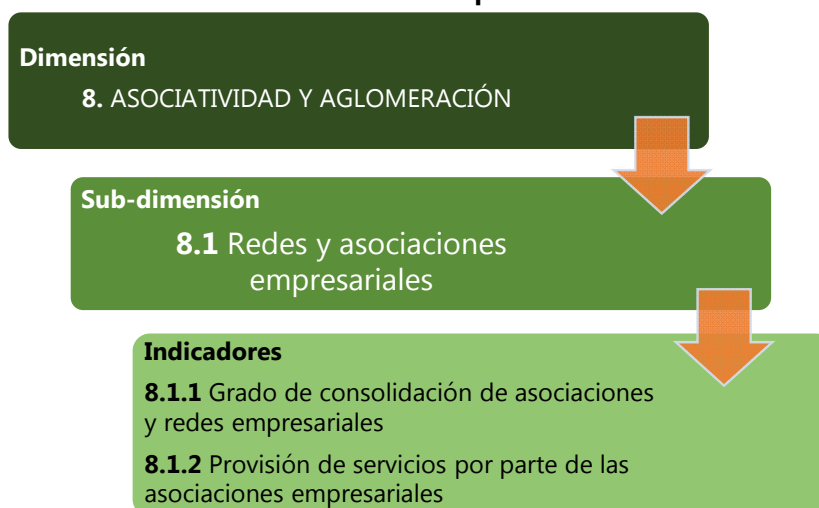 Dimensión
8. ASOCIATIVIDAD Y AGLOMERACIÓN
Sub-dimensión
8.1 Redes y asociaciones
empresariales
Indicadores
8.1.1 Grado de consolidación de asociaciones
y redes empresariales
8.1.2 Provisión de servicios por parte de las
asociaciones empresariales